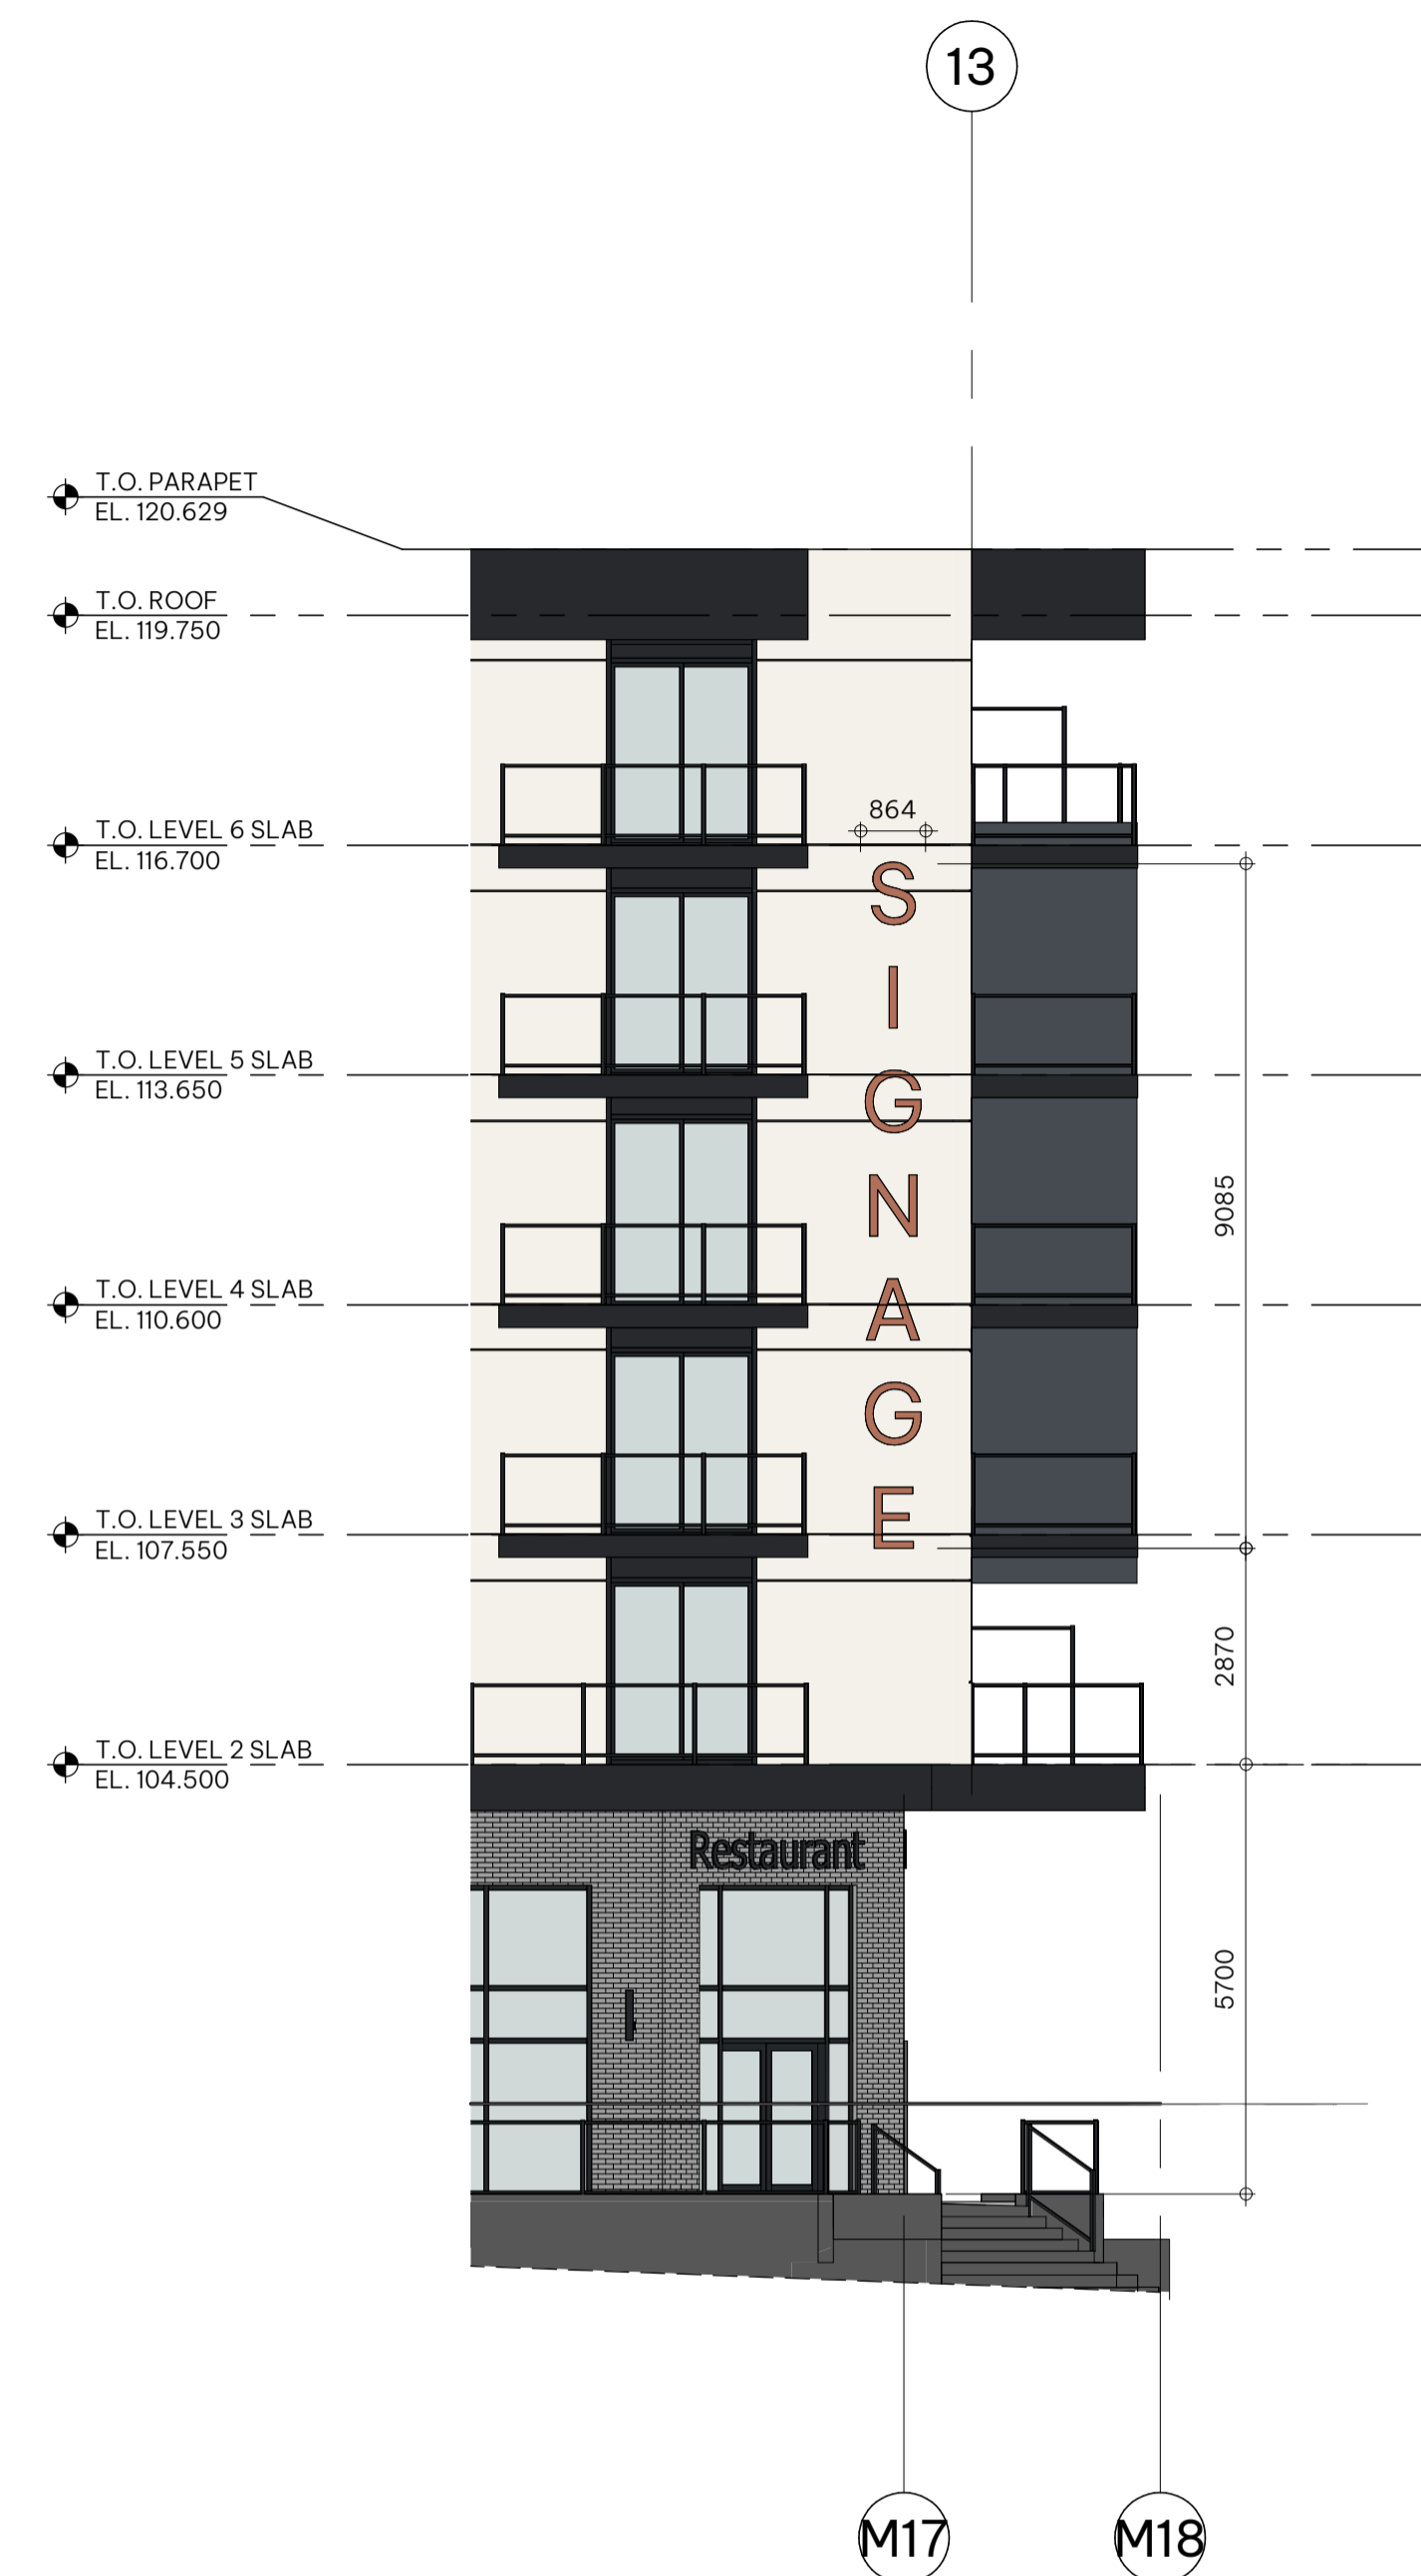 13
T.O. PARAPET
EL. 120.629
T.O. ROOF
EL. 119.750
864
T.O. LEVEL 6 SLAB
EL. 116.700
S
I
G
N
A
G
E
T.O. LEVEL 5 SLAB
EL. 113.650
9085
T.O. LEVEL 4 SLAB
EL. 110.600
T.O. LEVEL 3 SLAB
EL. 107.550
2870
T.O. LEVEL 2 SLAB
EL. 104.500
Restaurant
5700
M17
M18